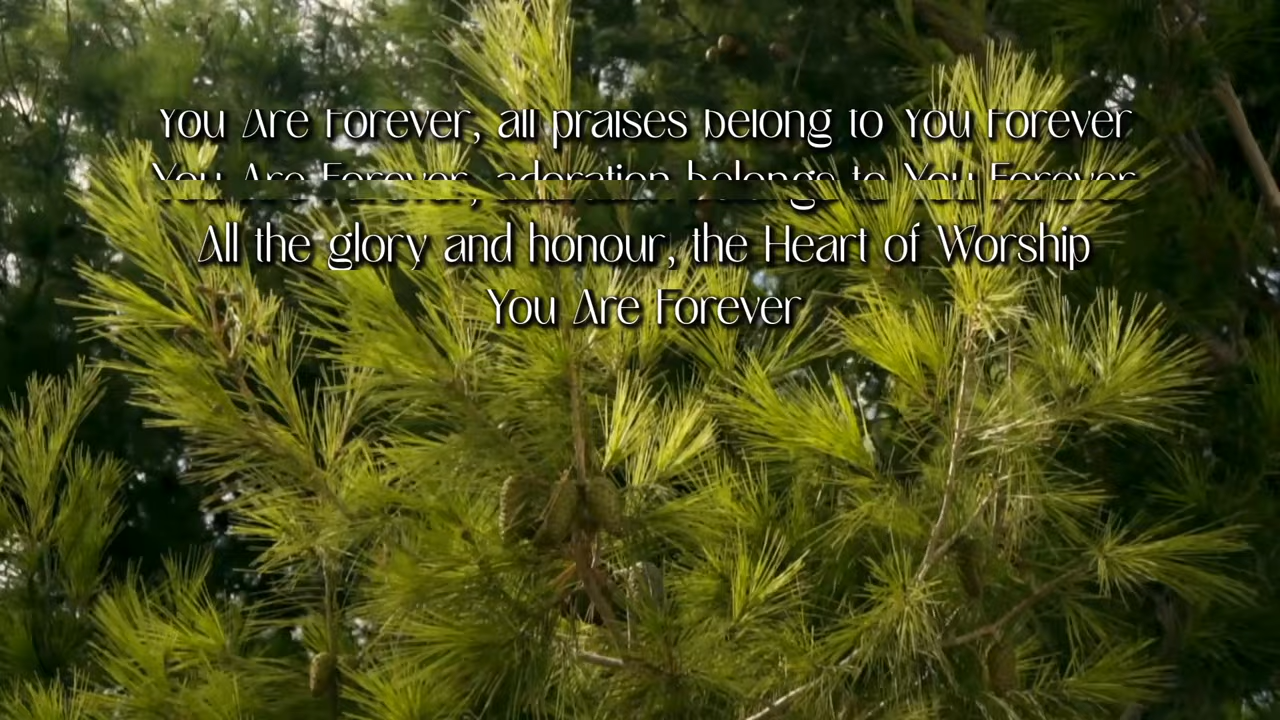 You Are Forever, all praises belong to You Forever
You Are Forever, adoration belongs to You Forever
All the glory and honour, the Heart of Worship
You Are Forever